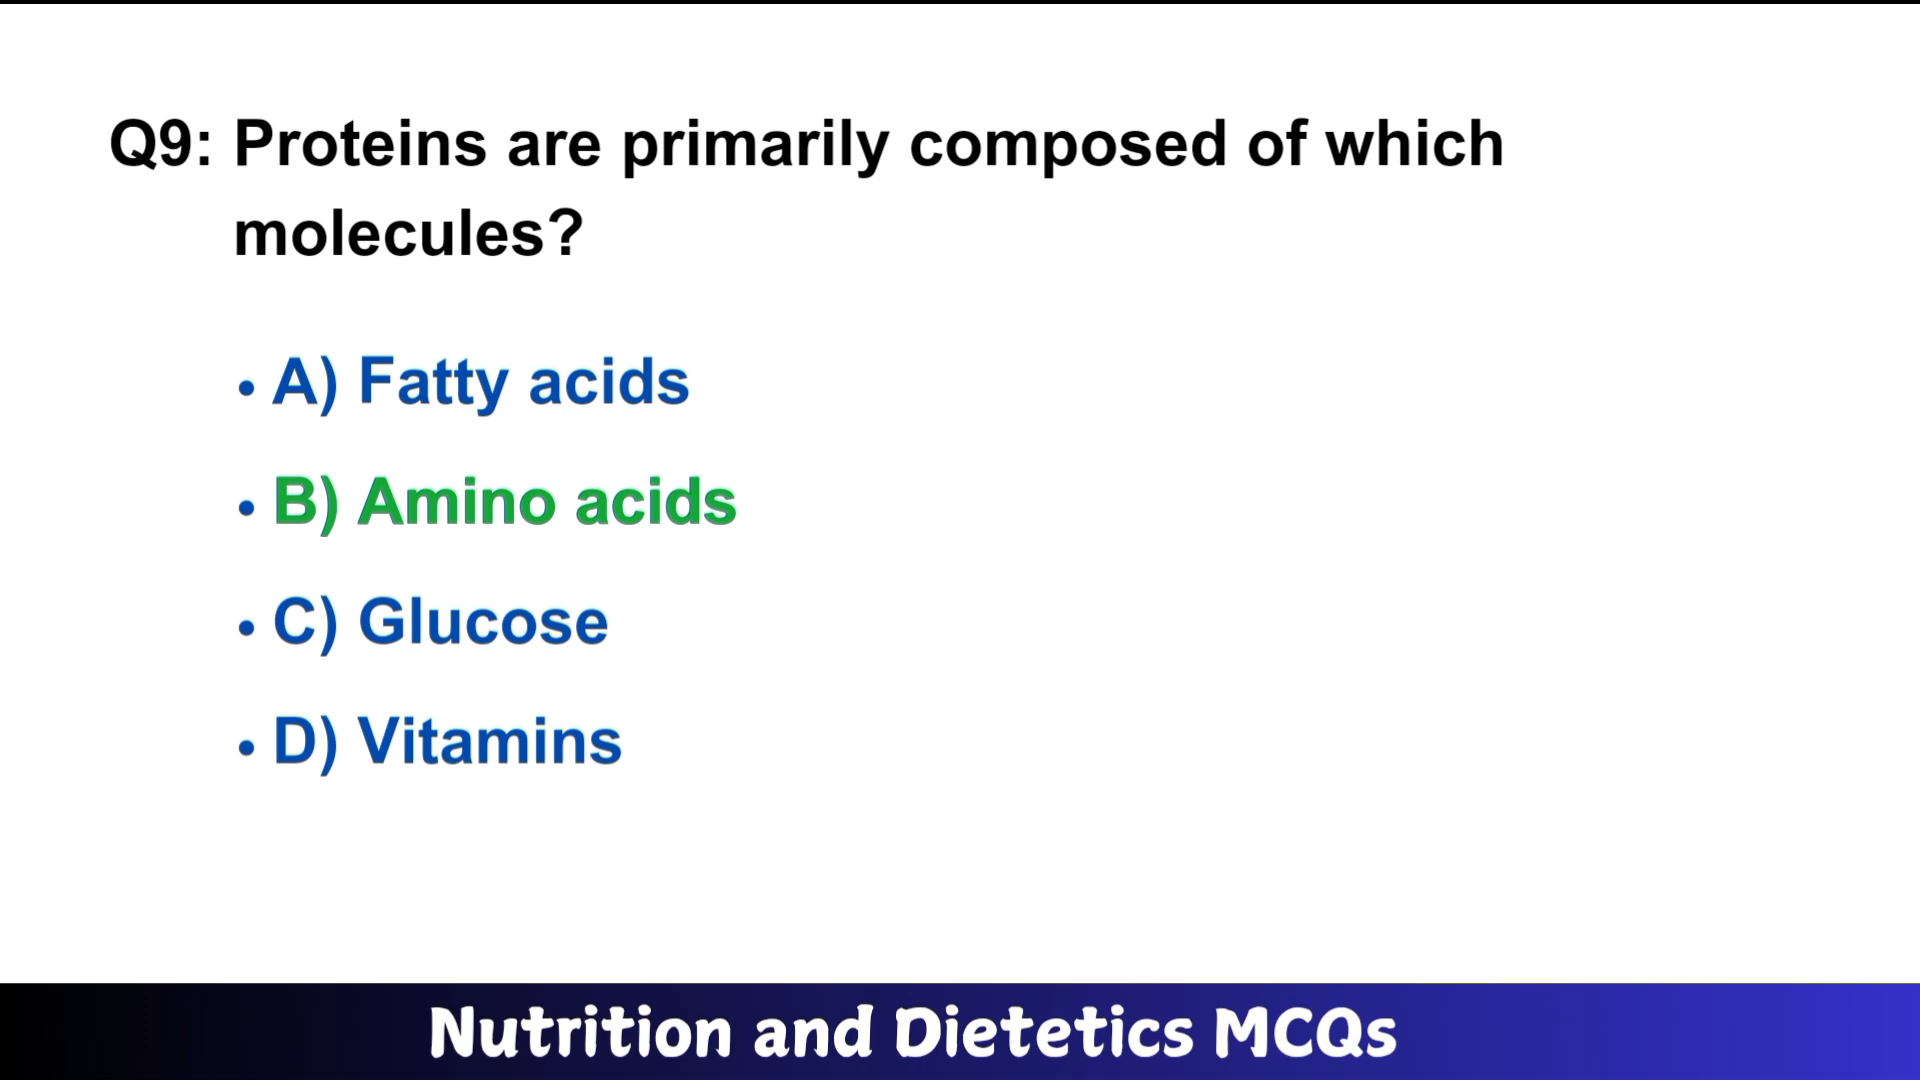 Q9: Proteins are primarily composed of which
molecules?
• A) Fatty acids
• B) Amino acids
• C) Glucose
• D) Vitamins
Nutrition and Dietetics MCQs